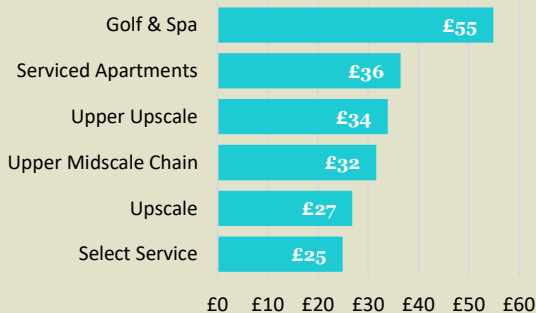 Golf & Spa £55
Serviced Apartments £36
Upper Upscale £34
Upper Midscale Chain £32
Upscale £27
Select Service £25
£0 £10 £20 £30 £40 £50 £60